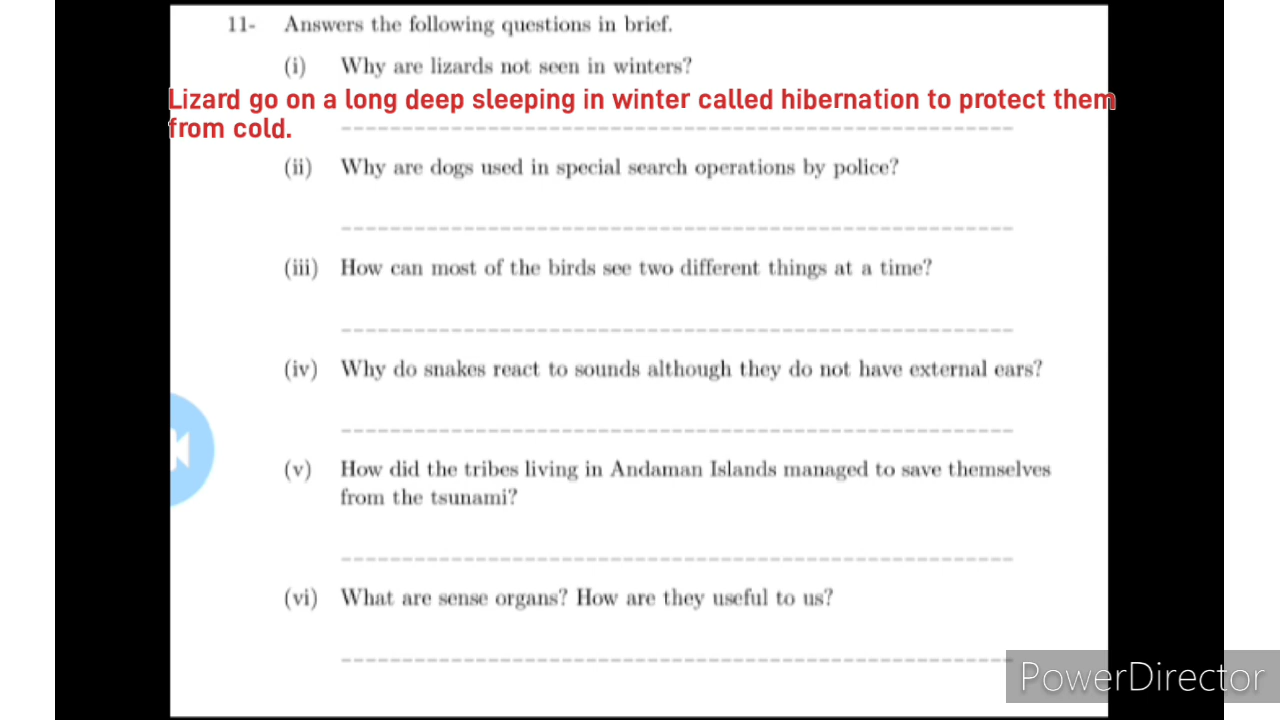 11- Answers the following questions in brief.
(i) Why are lizards not seen in winters?
Lizard go on a long deep sleeping in winter called hibernation to protect them
from cold.
(ii) Why are dogs used in special search operations by police?
(iii) How can most of the birds see two different things at a time?
(iv) Why do snakes react to sounds although they do not have external ears?
(v) How did the tribes living in Andaman Islands managed to save themselves
from the tsunami?
(vi) What are sense organs? How are they useful to us?
PowerDirector